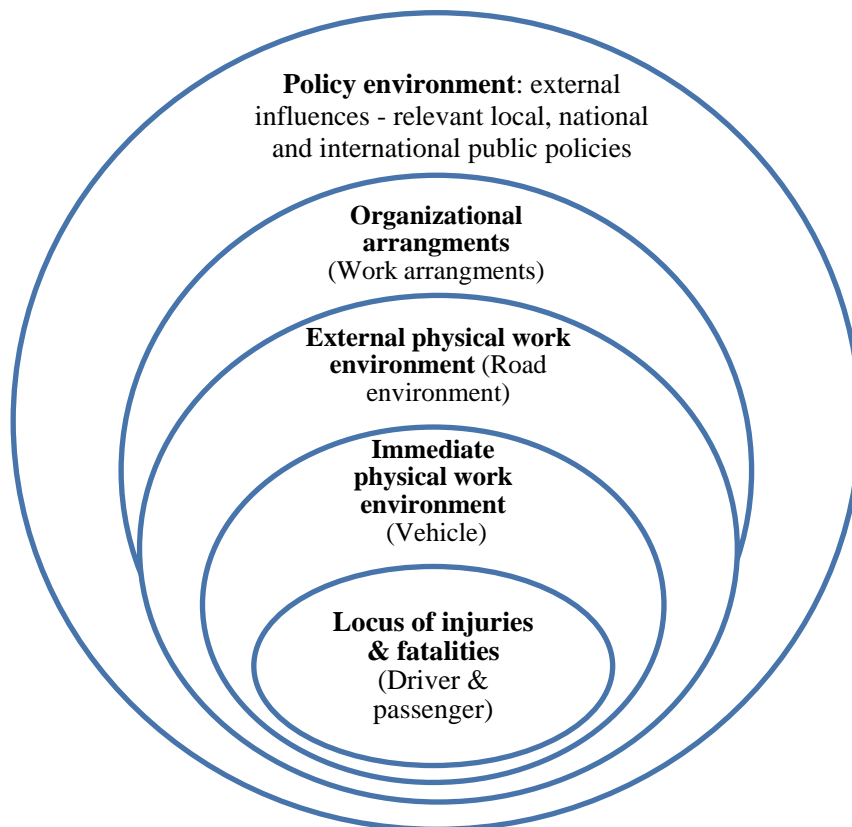 Policy environment: external
influences - relevant local, national
and international public policies
Organizational
arrangments
(Work arrangments)
External physical work
environment (Road
environment)
Immediate
physical work
environment
(Vehicle)
Locus of injuries
& fatalities
(Driver &
passenger)